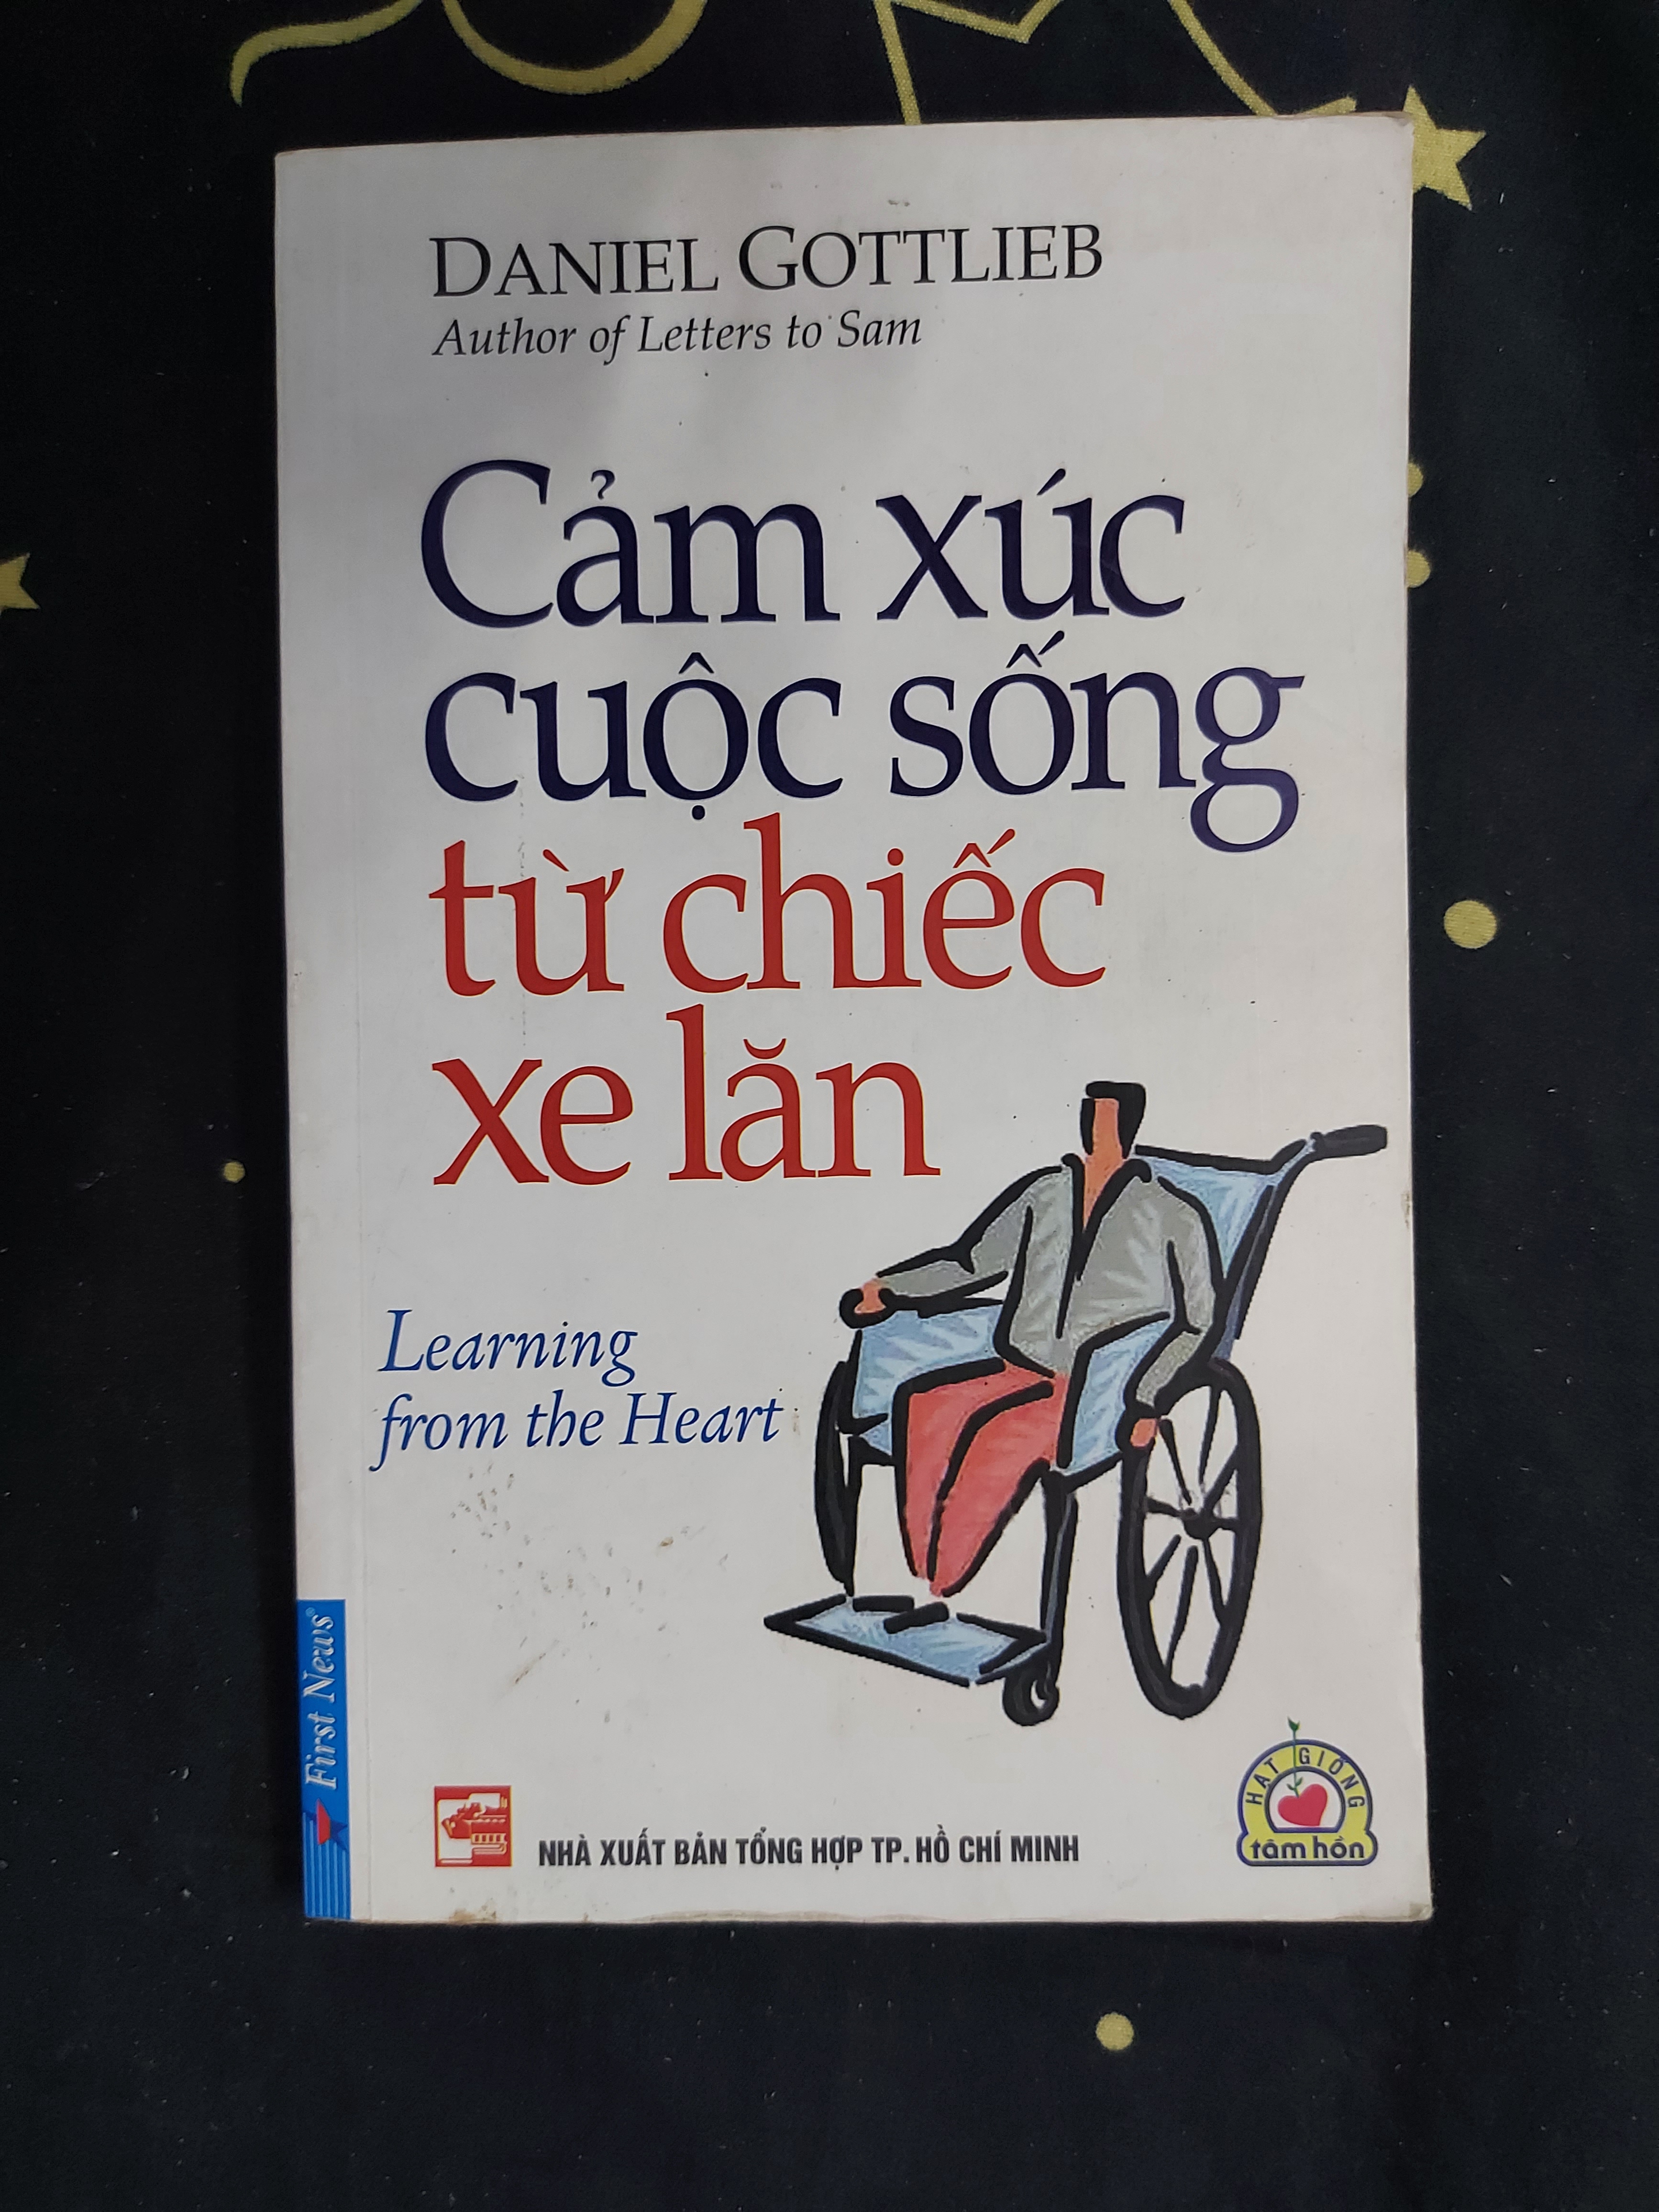 DANIEL GOTTLIEB
Author of Letters to Sam
Cảm xúc
cuộc sống
từ chiếc
xe lăn
Learning
from the Heart
First News®
NHÀ XUẤT BẢN TỔNG HỢP TP. HỒ CHÍ MINH
HẠT GIỐNG
tâm hồn